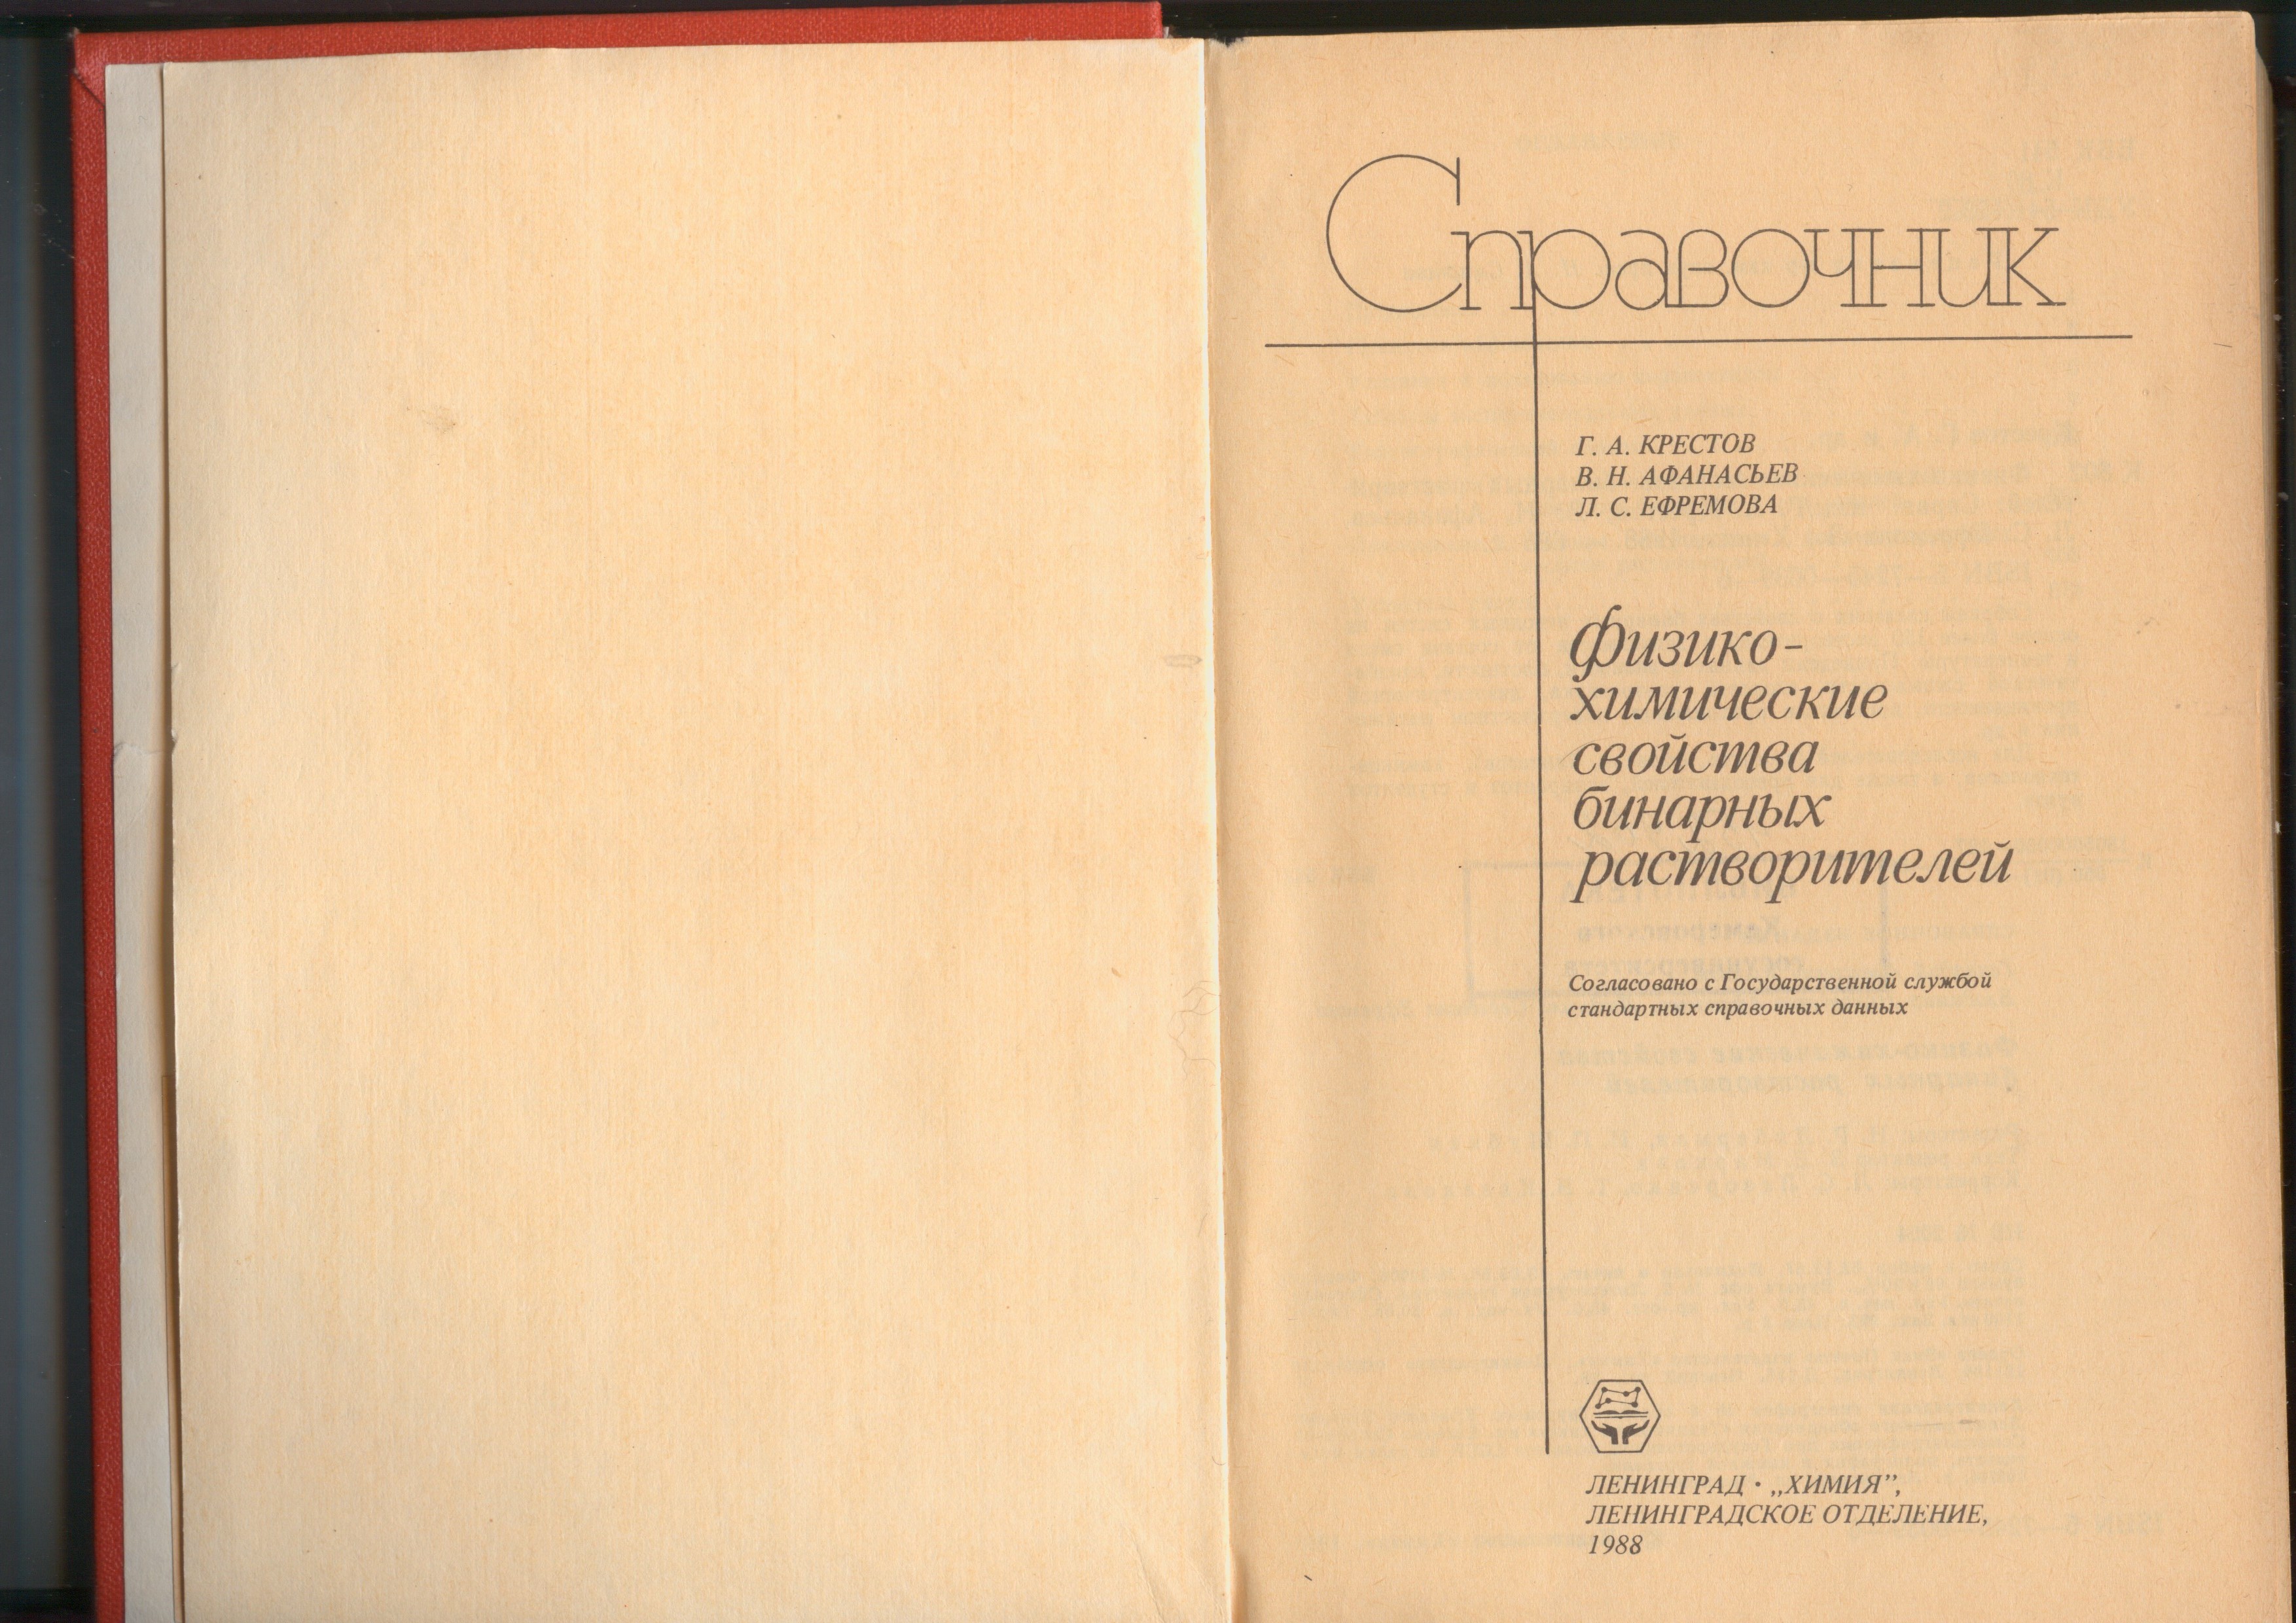 Справочник
Г. А. КРЕСТОВ
В. Н. АФАНАСЬЕВ
Л. С. ЕФРЕМОВА
Физико-
химические
свойства
бинарных
растворителей
Согласовано с Государственной службой
стандартных справочных данных
ЛЕНИНГРАД • „ХИМИЯ”,
ЛЕНИНГРАДСКОЕ ОТДЕЛЕНИЕ,
1988